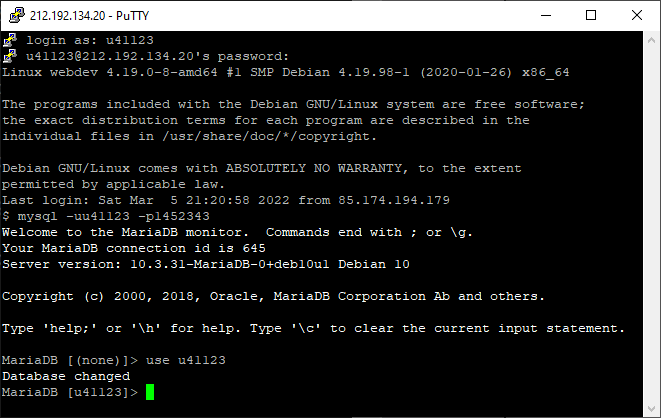 212.192.134.20 - PuTTY
login as: u41123
u41123@212.192.134.20's password:
Linux webdev 4.19.0-8-amd64 #1 SMP Debian 4.19.98-1 (2020-01-26) x86_64
The programs included with the Debian GNU/Linux system are free software;
the exact distribution terms for each program are described in the
individual files in /usr/share/doc/*/copyright.
Debian GNU/Linux comes with ABSOLUTELY NO WARRANTY, to the extent
permitted by applicable law.
Last login: Sat Mar  5 21:20:58 2022 from 85.174.194.179
$ mysql -uu41123 -p1452343
Welcome to the MariaDB monitor.  Commands end with ; or \g.
Your MariaDB connection id is 645
Server version: 10.3.31-MariaDB-0+deb10u1 Debian 10
Copyright (c) 2000, 2018, Oracle, MariaDB Corporation Ab and others.
Type 'help;' or '\h' for help. Type '\c' to clear the current input statement.
MariaDB [(none)]> use u41123
Database changed
MariaDB [u41123]>